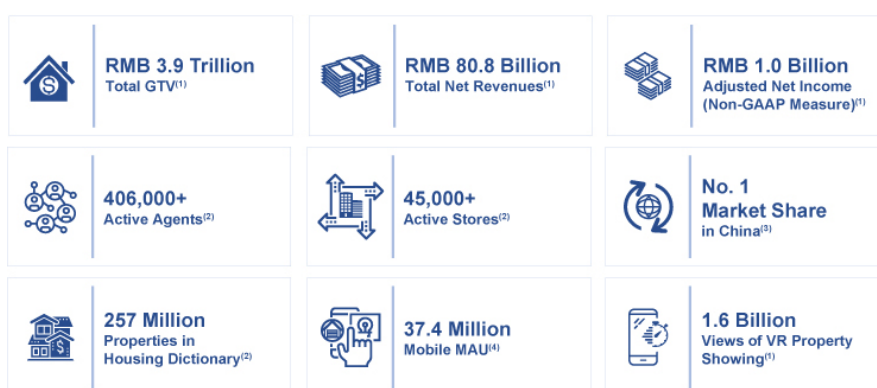 RMB 3.9 Trillion
Total GTV(1)
RMB 80.8 Billion
Total Net Revenues(1)
RMB 1.0 Billion
Adjusted Net Income
(Non-GAAP Measure)(1)
406,000+
Active Agents(2)
45,000+
Active Stores(2)
No. 1
Market Share
in China(3)
257 Million
Properties in
Housing Dictionary(2)
37.4 Million
Mobile MAU(4)
1.6 Billion
Views of VR Property
Showing(1)